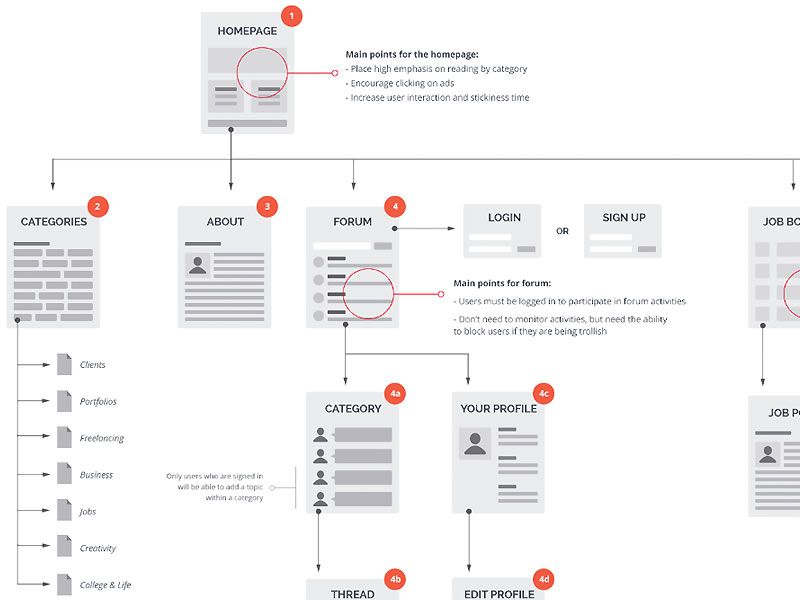 1
HOMEPAGE
Main points for the homepage:
- Place high emphasis on reading by category
- Encourage clicking on ads
- Increase user interaction and stickiness time
2
CATEGORIES
3
ABOUT
4
FORUM
LOGIN
OR
SIGN UP
JOB BO
Main points for forum:
- Users must be logged in to participate in forum activities
- Don't need to monitor activities, but need the ability
to block users if they are being trollish
Clients
Portfolios
Freelancing
Business
Jobs
Creativity
College & Life
4a
CATEGORY
4c
YOUR PROFILE
JOB PO
Only users who are signed in
will be able to add a topic
within a category
4b
THREAD
4d
EDIT PROFILE